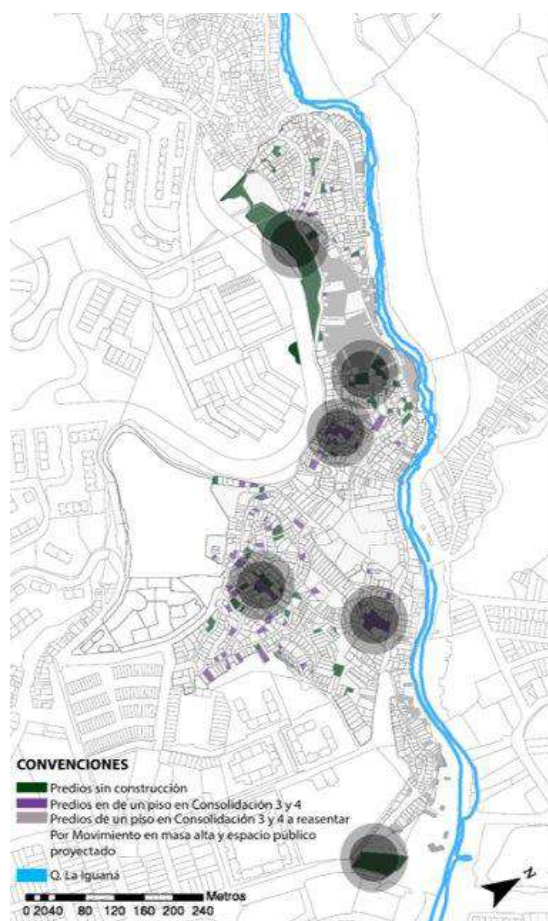 CONVENCIONES
Predios sin construcción
Predios en de un piso en Consolidación 3 y 4
Predios de un piso en Consolidación 3 y 4 a reasentar
Por Movimiento en masa alta y espacio público
proyectado
Q. La Iguaná
Metros
0 2040 80 120 160 200 240
N